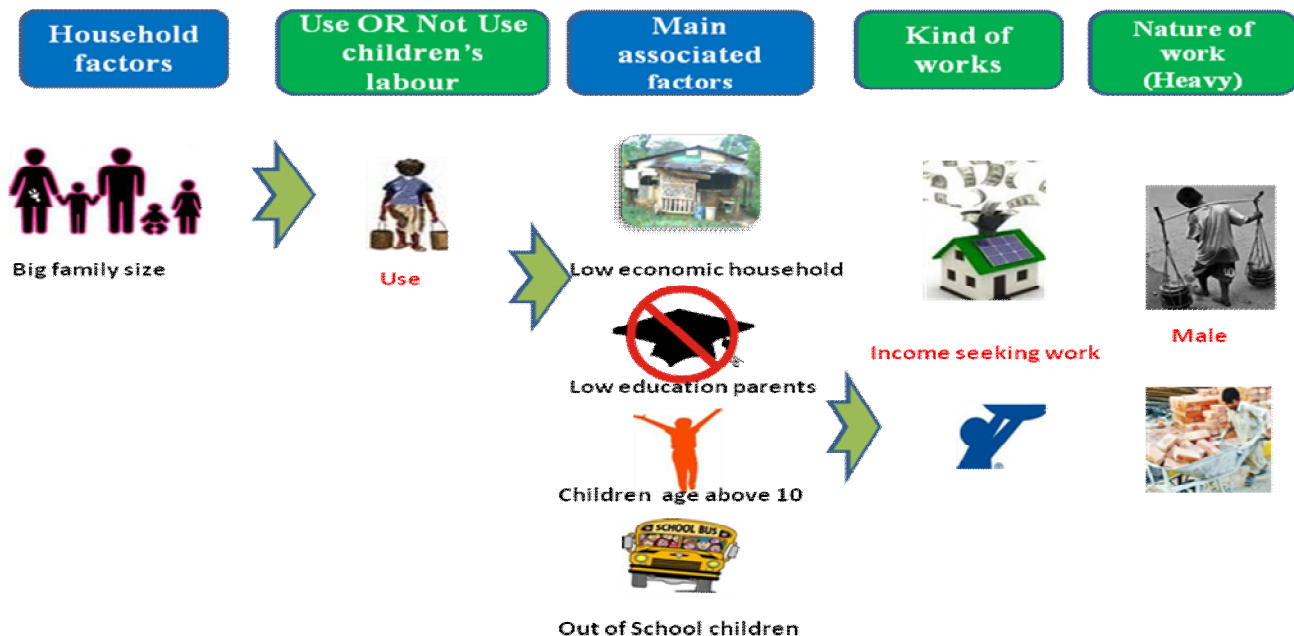 Household
factors
Use OR Not Use
children's
labour
Main
associated
factors
Kind of
works
Nature of
work
(Heavy)
Big family size
Use
Low economic household
Low education parents
Children age above 10
SCHOOL BUS
Out of School children
Income seeking work
Male